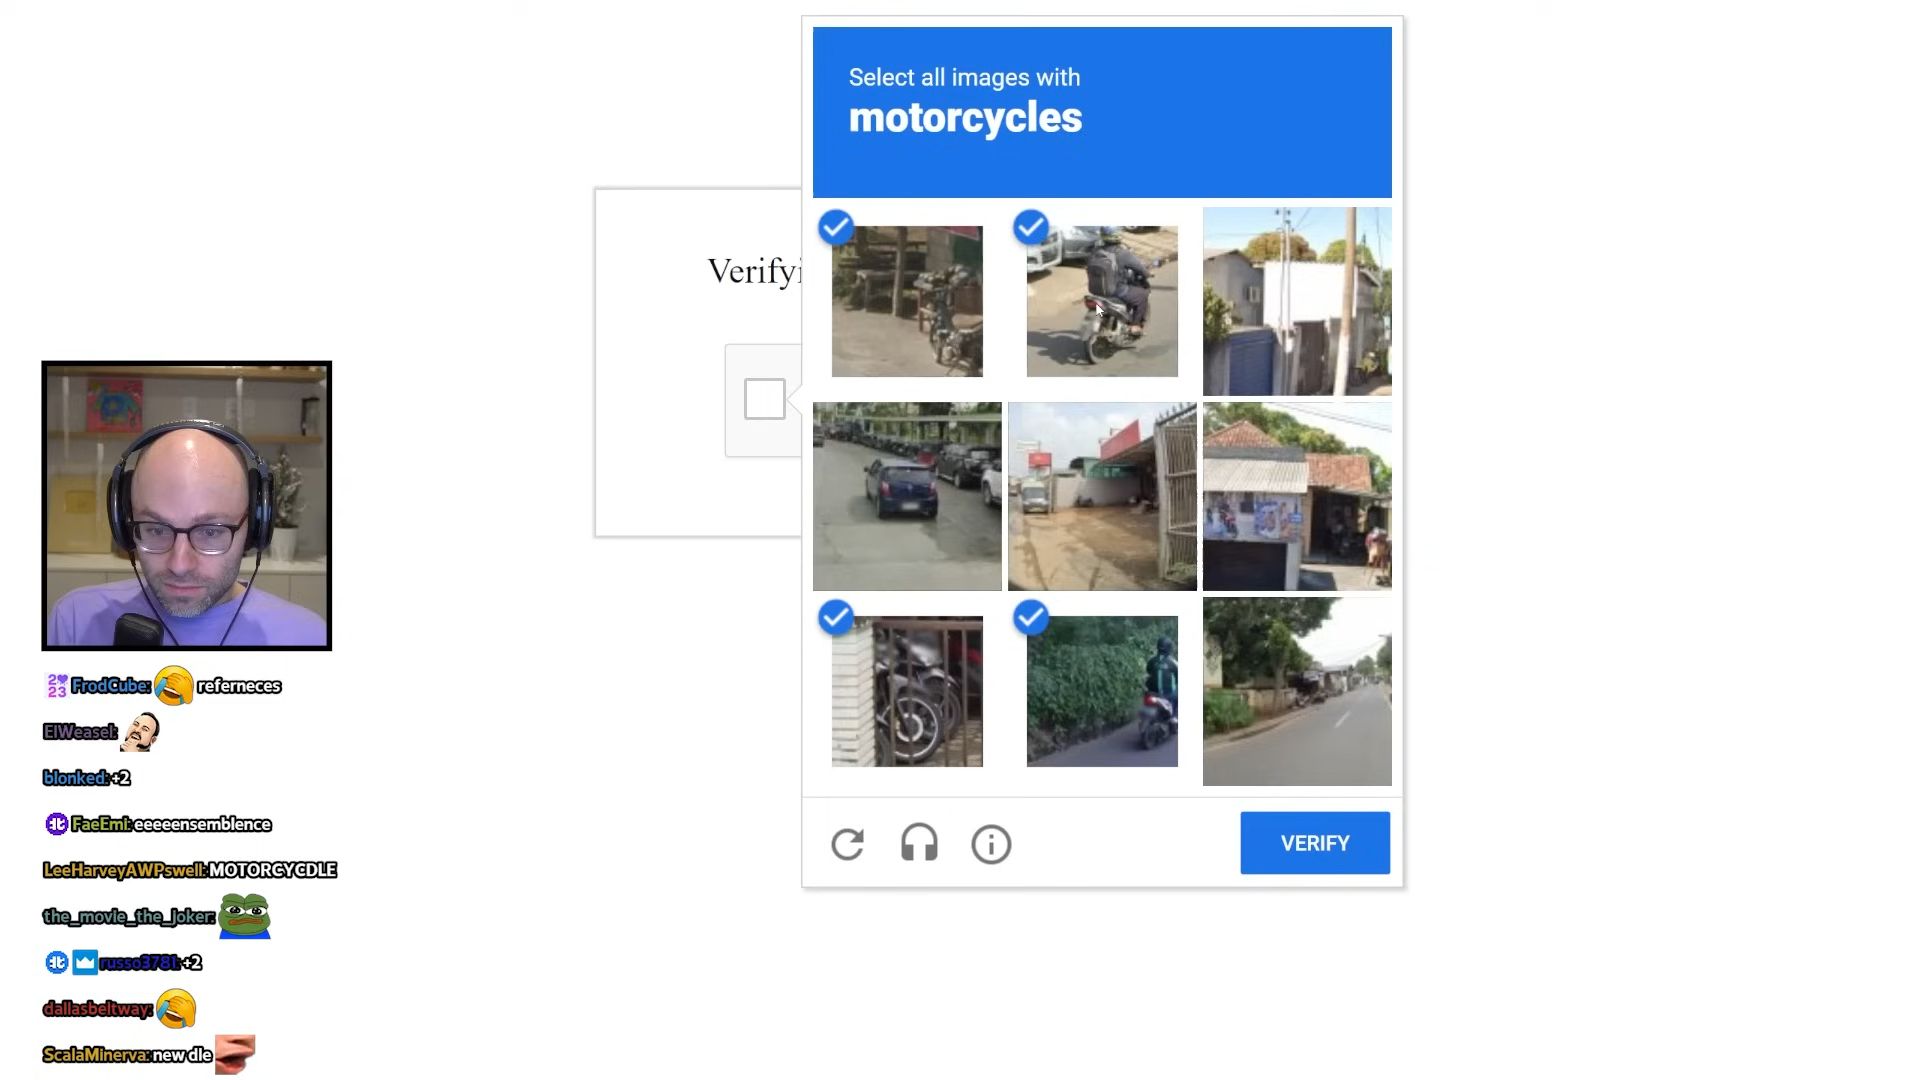 Select all images with
motorcycles
Verifyi
VERIFY
FrodCube: referneces
ElWeasel:
blonked: +2
FaeEmi: eeeeensemblence
LeeHarveyAWPswell: MOTORCYCDLE
the_movie_the_Joker:
russo3781: +2
dallasbeltway:
ScalaMinerva: new dle